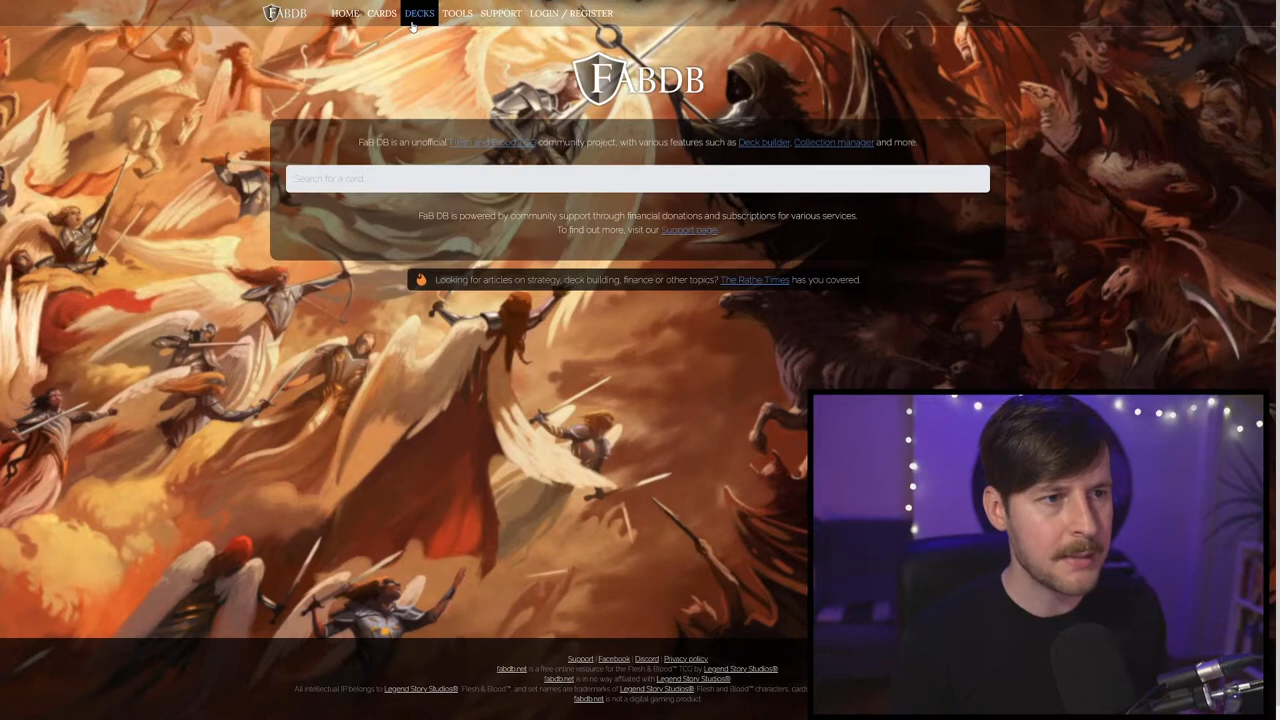 FABDB HOME CARDS DECKS TOOLS SUPPORT LOGIN / REGISTER
FABDB
FaB DB is an unofficial Flesh and Blood TCG community project, with various features such as Deck builder, Collection manager and more.
Search for a card...
FaB DB is powered by community support through financial donations and subscriptions for various services.
To find out more, visit our Support page.
Looking for articles on strategy, deck building, finance or other topics? The Rathe Times has you covered.
Support | Facebook | Discord | Privacy policy
fabdb.net is a free online resource for the Flesh & Blood™ TCG by Legend Story Studios®.
fabdb.net is in no way affiliated with Legend Story Studios®.
All intellectual IP belongs to Legend Story Studios®, Flesh & Blood™, and set names are trademarks of Legend Story Studios®. Flesh and Blood™ characters, cards
fabdb.net is not a digital gaming product.